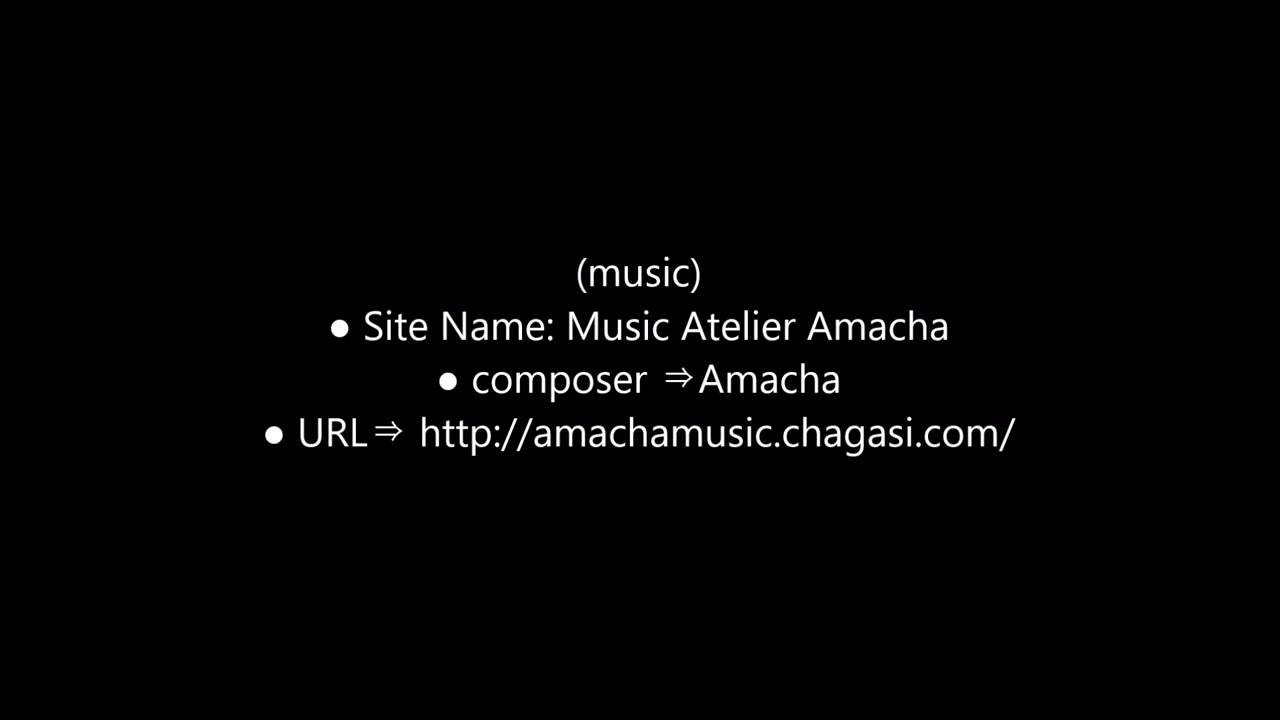 (music)
● Site Name: Music Atelier Amacha
● composer ⇒Amacha
● URL⇒ http://amachamusic.chagasi.com/